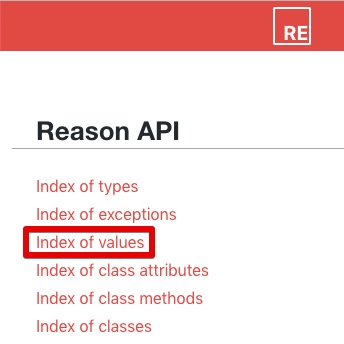 RE
Reason API
Index of types
Index of exceptions
Index of values
Index of class attributes
Index of class methods
Index of classes